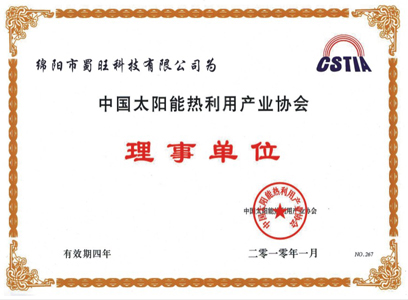 绵阳市蜀旺科技有限公司为
CSTIA
中国太阳能热利用产业协会
理事单位
中国太阳能热利用产业协会
中国太阳能热利用产业协会
有效期四年
二零一零年一月
NO.267